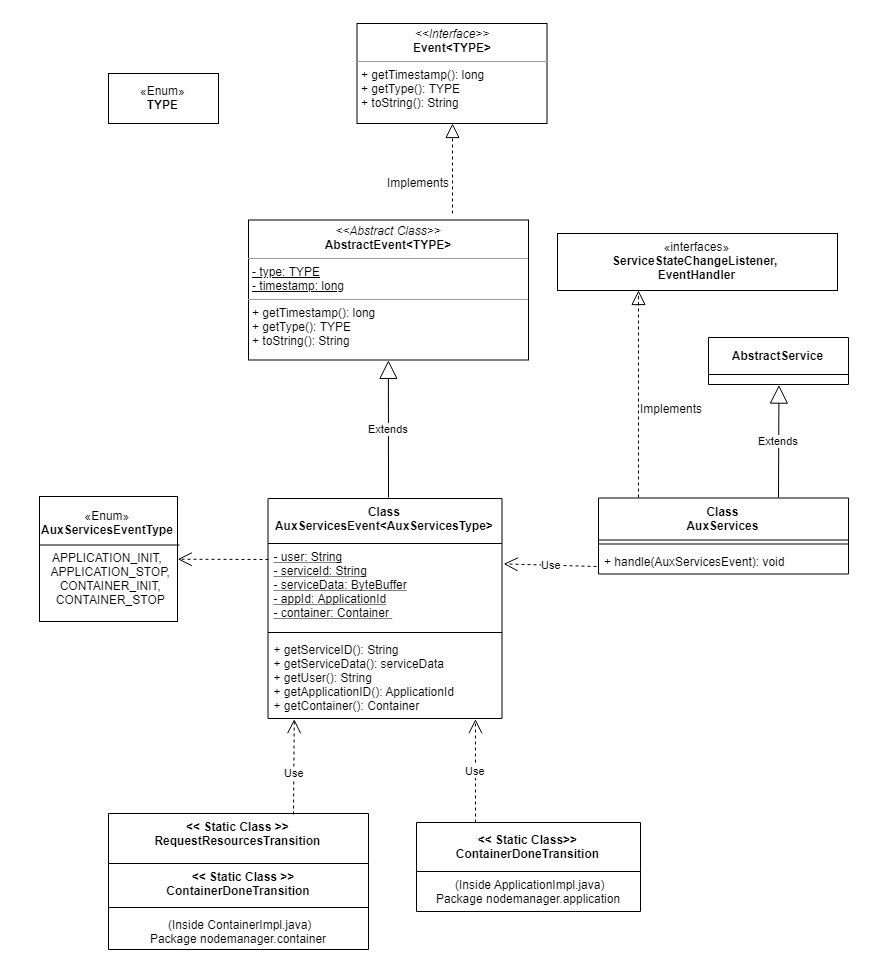 <<Interface>>
Event<TYPE>
+ getTimestamp(): long
+ getType(): TYPE
+ toString(): String
«Enum»
TYPE
Implements
<<Abstract Class>>
AbstractEvent<TYPE>
- type: TYPE
- timestamp: long
+ getTimestamp(): long
+ getType(): TYPE
+ toString(): String
«interfaces»
ServiceStateChangeListener,
EventHandler
AbstractService
Implements
Extends
Extends
«Enum»
AuxServicesEventType
APPLICATION_INIT,
APPLICATION_STOP,
CONTAINER_INIT,
CONTAINER_STOP
Class
AuxServicesEvent<AuxServicesType>
- user: String
- serviceId: String
- serviceData: ByteBuffer
- appId: ApplicationId
- container: Container
+ getServiceID(): String
+ getServiceData(): serviceData
+ getUser(): String
+ getApplicationID(): ApplicationId
+ getContainer(): Container
Use
Class
AuxServices
+ handle(AuxServicesEvent): void
Use
Use
<< Static Class >>
RequestResourcesTransition
<< Static Class >>
ContainerDoneTransition
(Inside ContainerImpl.java)
Package nodemanager.container
<< Static Class>>
ContainerDoneTransition
(Inside ApplicationImpl.java)
Package nodemanager.application